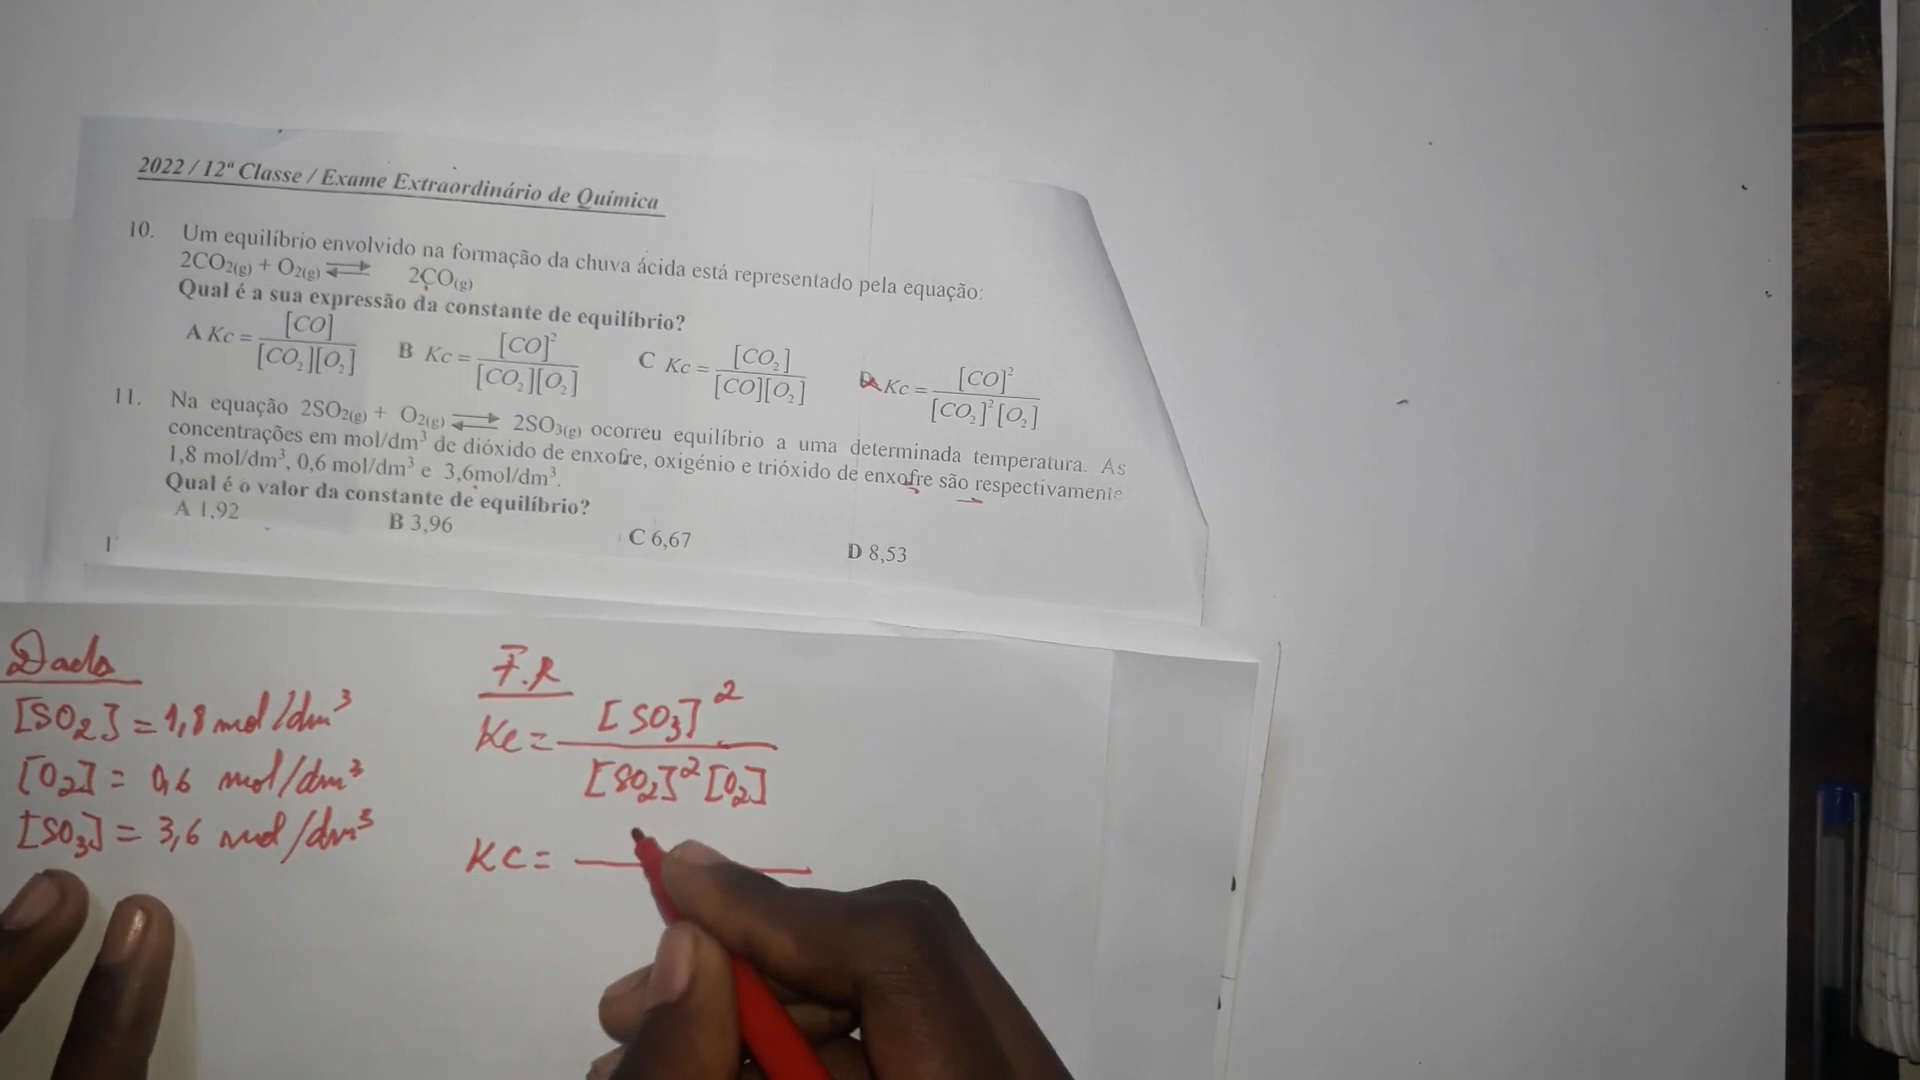 2022 / 12ª Classe / Exame Extraordinário de Química
10. Um equilíbrio envolvido na formação da chuva ácida está representado pela equação:
2CO2(g) + O2(g) ⇌ 2CO(g)
Qual é a sua expressão da constante de equilíbrio?
A Kc = [CO] / [CO2][O2] B Kc = [CO]² / [CO2][O2] C Kc = [CO2] / [CO][O2] D Kc = [CO]² / [CO2]²[O2]
11. Na equação 2SO2(g) + O2(g) ⇌ 2SO3(g) ocorreu equilíbrio a uma determinada temperatura. As
concentrações em mol/dm³ de dióxido de enxofre, oxigénio e trióxido de enxofre são respectivamente
1,8 mol/dm³, 0,6 mol/dm³ e 3,6mol/dm³.
Qual é o valor da constante de equilíbrio?
A 1,92 B 3,96 C 6,67 D 8,53
Dados
[SO2] = 1,8 mol/dm³
[O2] = 0,6 mol/dm³
[SO3] = 3,6 mol/dm³
F.R
Kc = [SO3]² / [SO2]²[O2]
KC =